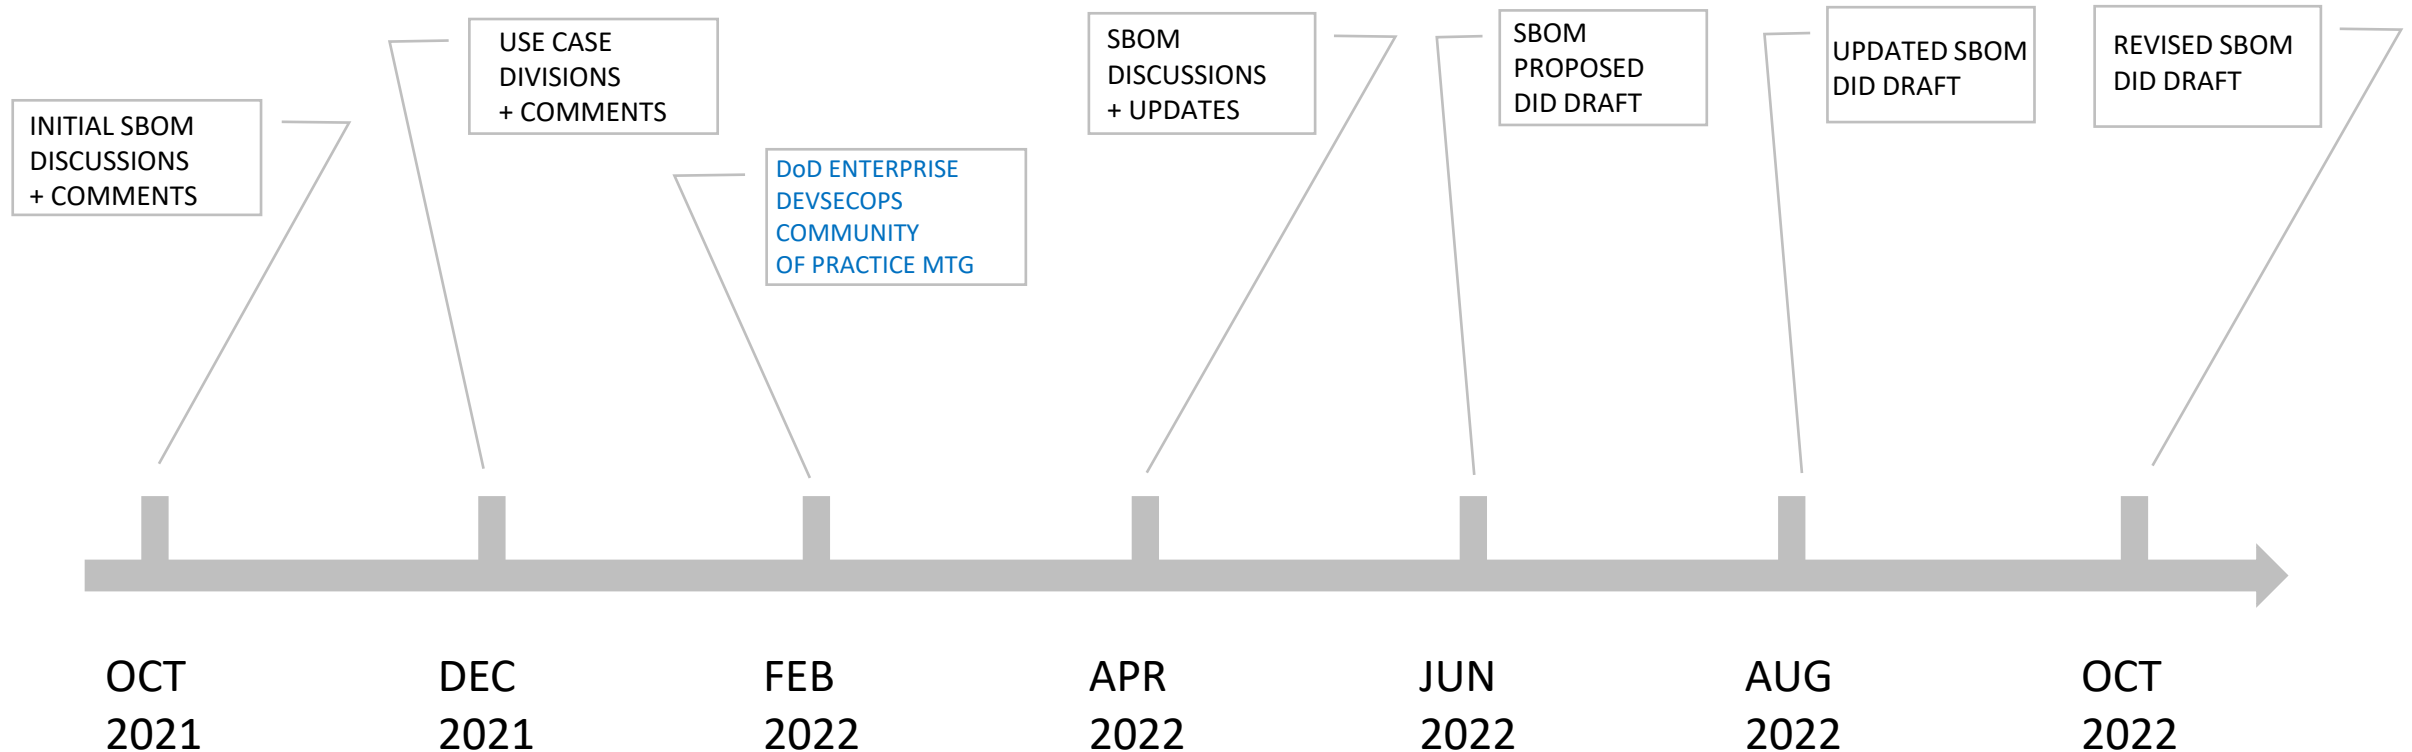 INITIAL SBOM
DISCUSSIONS
+ COMMENTS
USE CASE
DIVISIONS
+ COMMENTS
DoD ENTERPRISE
DEVSECOPS
COMMUNITY
OF PRACTICE MTG
SBOM
DISCUSSIONS
+ UPDATES
SBOM
PROPOSED
DID DRAFT
UPDATED SBOM
DID DRAFT
REVISED SBOM
DID DRAFT
OCT
2021
DEC
2021
FEB
2022
APR
2022
JUN
2022
AUG
2022
OCT
2022